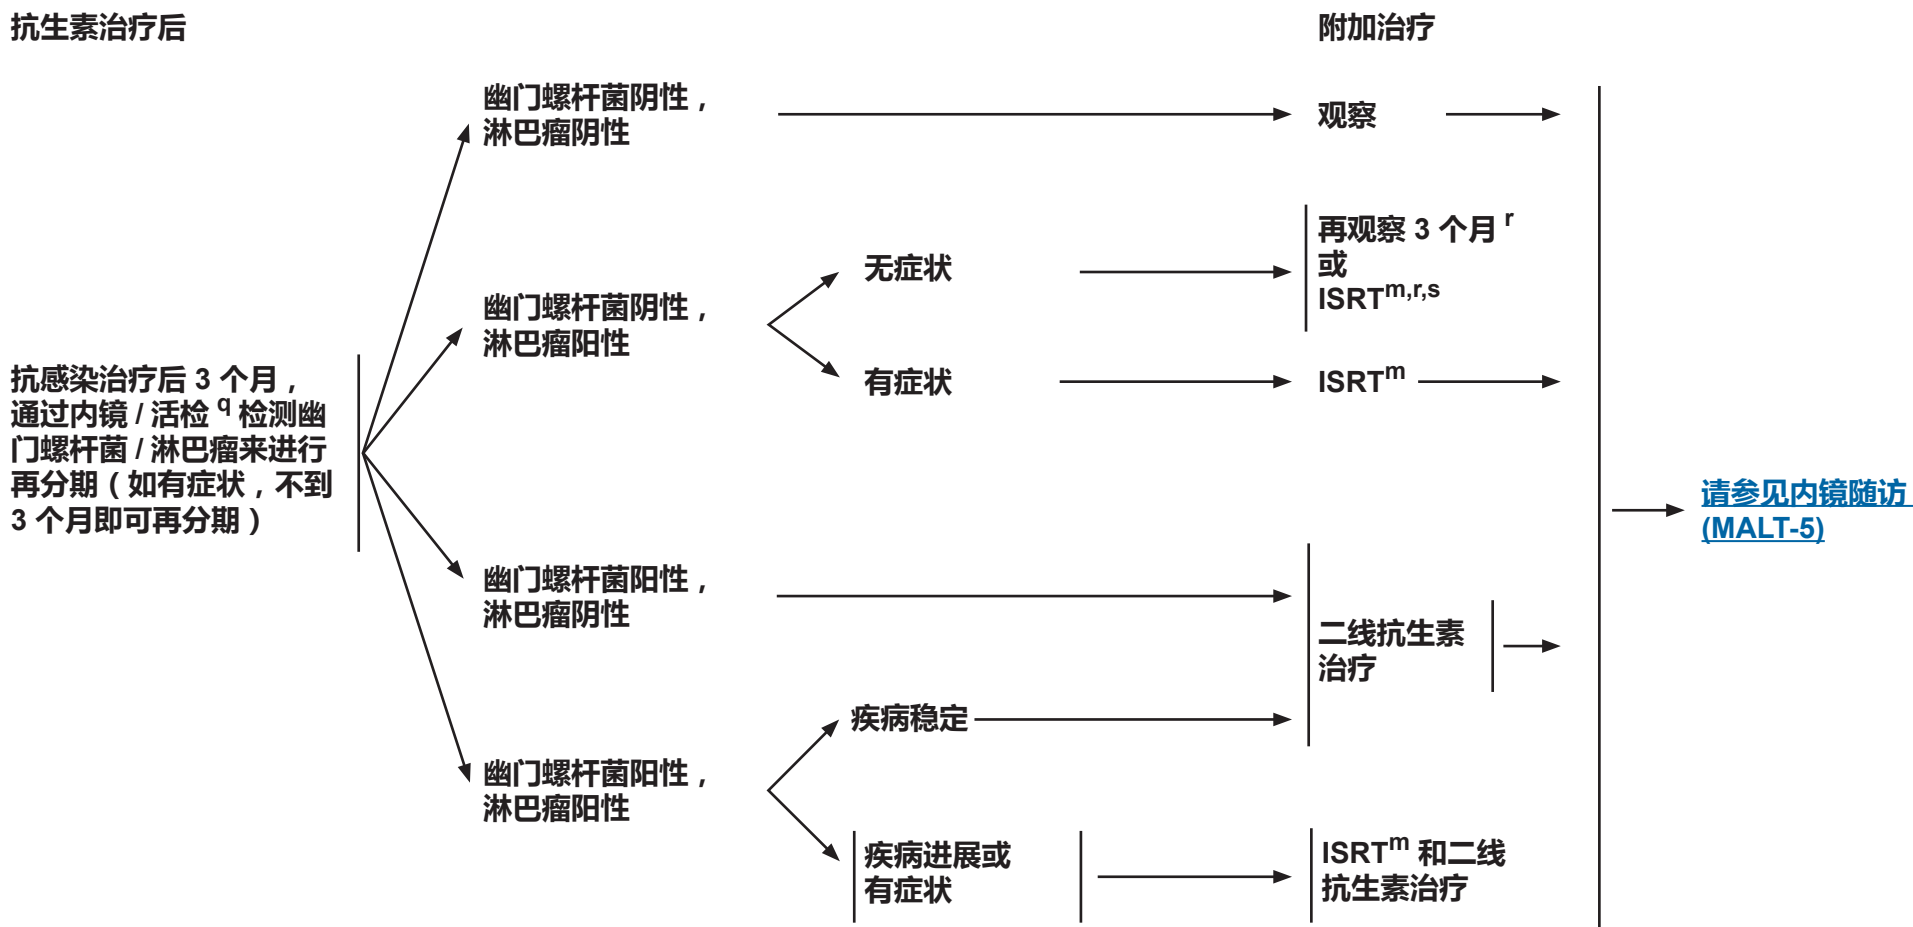 抗生素治疗后
附加治疗
幽门螺杆菌阴性，
淋巴瘤阴性
观察
幽门螺杆菌阴性，
淋巴瘤阳性
无症状
再观察 3 个月 r
或
ISRTm,r,s
有症状
ISRTm
抗感染治疗后 3 个月，
通过内镜 / 活检 q 检测幽
门螺杆菌 / 淋巴瘤来进行
再分期（如有症状，不到
3 个月即可再分期）
幽门螺杆菌阳性，
淋巴瘤阴性
二线抗生素
治疗
幽门螺杆菌阳性，
淋巴瘤阳性
疾病稳定
疾病进展或
有症状
ISRTm 和二线
抗生素治疗
请参见内镜随访
(MALT-5)